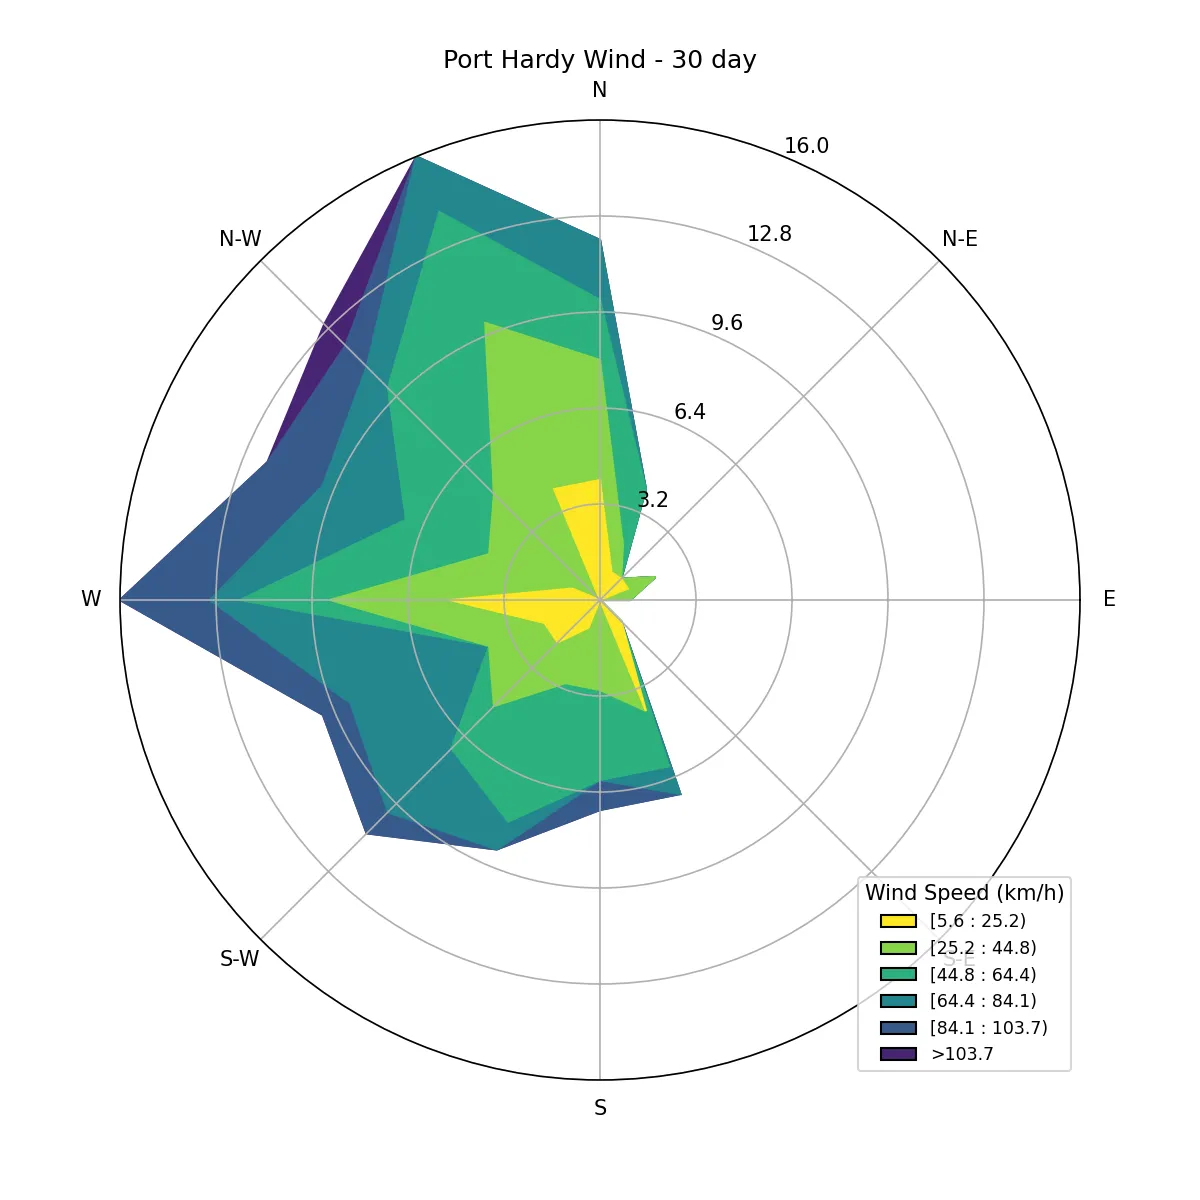 Port Hardy Wind - 30 day
N
16.0
N-W
12.8
N-E
9.6
6.4
3.2
W
E
S-W
S-E
S
Wind Speed (km/h)
[5.6 : 25.2)
[25.2 : 44.8)
[44.8 : 64.4)
[64.4 : 84.1)
[84.1 : 103.7)
>103.7